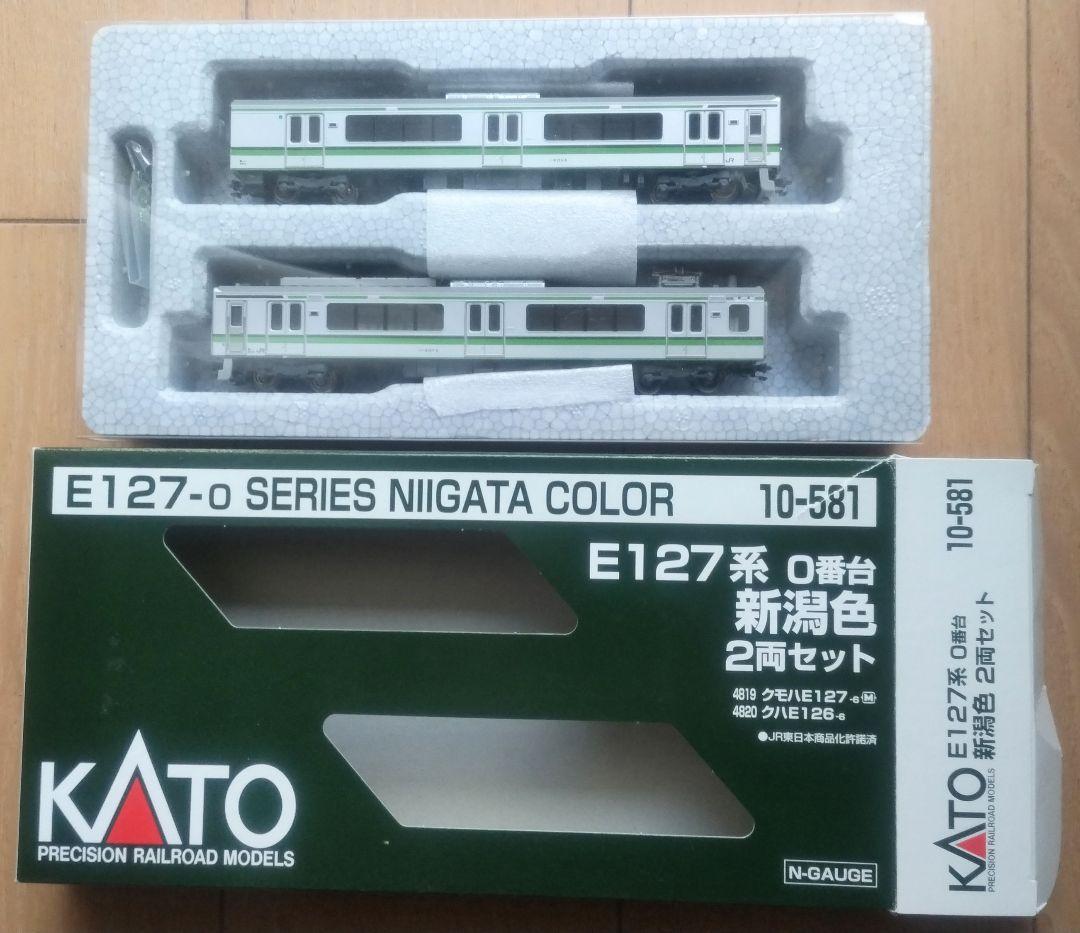 JR
JR
E127-0 SERIES NIIGATA COLOR
10-581
E127系 0番台
新潟色
2両セット
4819 クモハE127-6 M
4820 クハE126-6
●JR東日本商品化許諾済
KATO
PRECISION RAILROAD MODELS
N-GAUGE
10-581
E127系 0番台
新潟色 2両セット
KATO
PRECISION RAILROAD MODELS